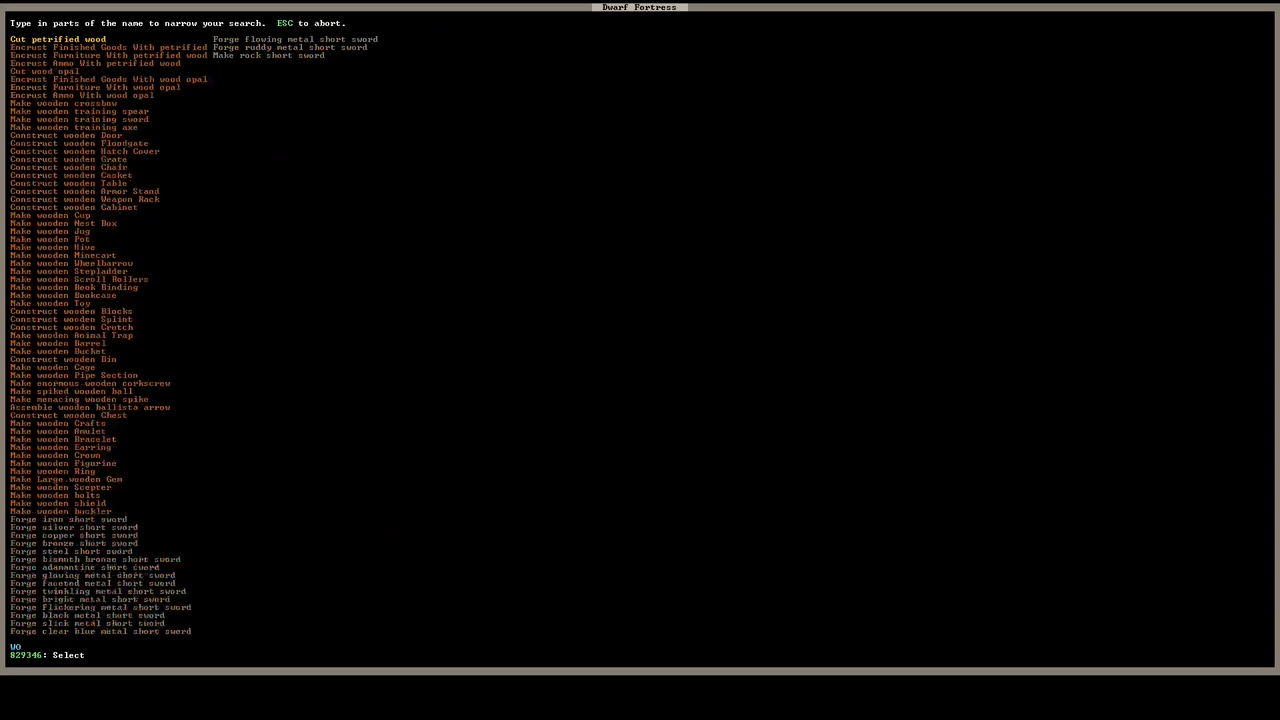 Dwarf Fortress
Type in parts of the name to narrow your search. ESC to abort.
Cut petrified wood
Encrust Finished Goods With petrified
Encrust Furniture With petrified wood
Encrust Ammo With petrified wood
Cut wood opal
Encrust Finished Goods With wood opal
Encrust Furniture With wood opal
Encrust Ammo With wood opal
Make wooden crossbow
Make wooden training spear
Make wooden training sword
Make wooden training axe
Construct wooden Door
Construct wooden Floodgate
Construct wooden Hatch Cover
Construct wooden Grate
Construct wooden Chair
Construct wooden Casket
Construct wooden Table
Construct wooden Armor Stand
Construct wooden Weapon Rack
Construct wooden Cabinet
Make wooden Cup
Make wooden Nest Box
Make wooden Jug
Make wooden Pot
Make wooden Hive
Make wooden Minecart
Make wooden Wheelbarrow
Make wooden Stepladder
Make wooden Scroll Rollers
Make wooden Book Binding
Make wooden Bookcase
Make wooden Toy
Construct wooden Blocks
Construct wooden Splint
Construct wooden Crutch
Make wooden Animal Trap
Make wooden Barrel
Make wooden Bucket
Construct wooden Bin
Make wooden Cage
Make wooden Pipe Section
Make enormous wooden corkscrew
Make spiked wooden ball
Make menacing wooden spike
Assemble wooden ballista arrow
Construct wooden Chest
Make wooden Crafts
Make wooden Amulet
Make wooden Bracelet
Make wooden Earring
Make wooden Crown
Make wooden Figurine
Make wooden Ring
Make Large wooden Gem
Make wooden Scepter
Make wooden bolts
Make wooden shield
Make wooden buckler
Forge iron short sword
Forge silver short sword
Forge copper short sword
Forge bronze short sword
Forge steel short sword
Forge bismuth bronze short sword
Forge adamantine short sword
Forge glowing metal short sword
Forge faceted metal short sword
Forge twinkling metal short sword
Forge bright metal short sword
Forge flickering metal short sword
Forge black metal short sword
Forge slick metal short sword
Forge clear blue metal short sword
Forge flowing metal short sword
Forge ruddy metal short sword
Make rock short sword
WO
829346: Select